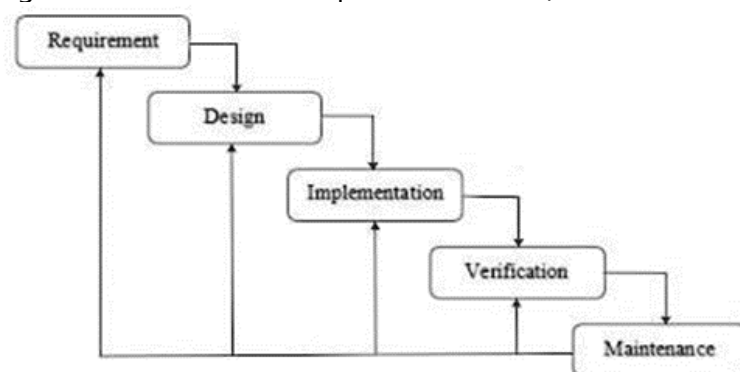 Requirement
Design
Implementation
Verification
Maintenance